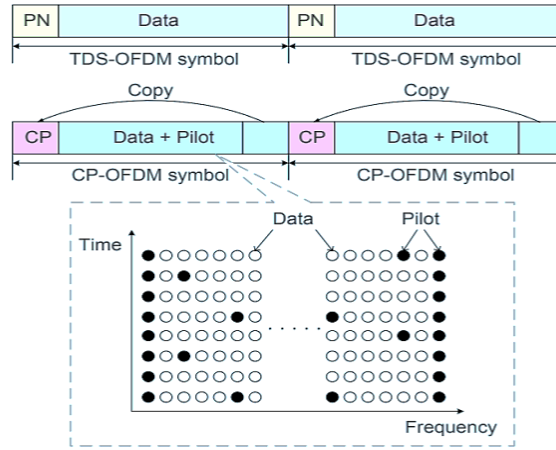 PN Data PN Data
TDS-OFDM symbol TDS-OFDM symbol
Copy Copy
CP Data + Pilot CP Data + Pilot
CP-OFDM symbol CP-OFDM symbol
Data Pilot
Time
Frequency